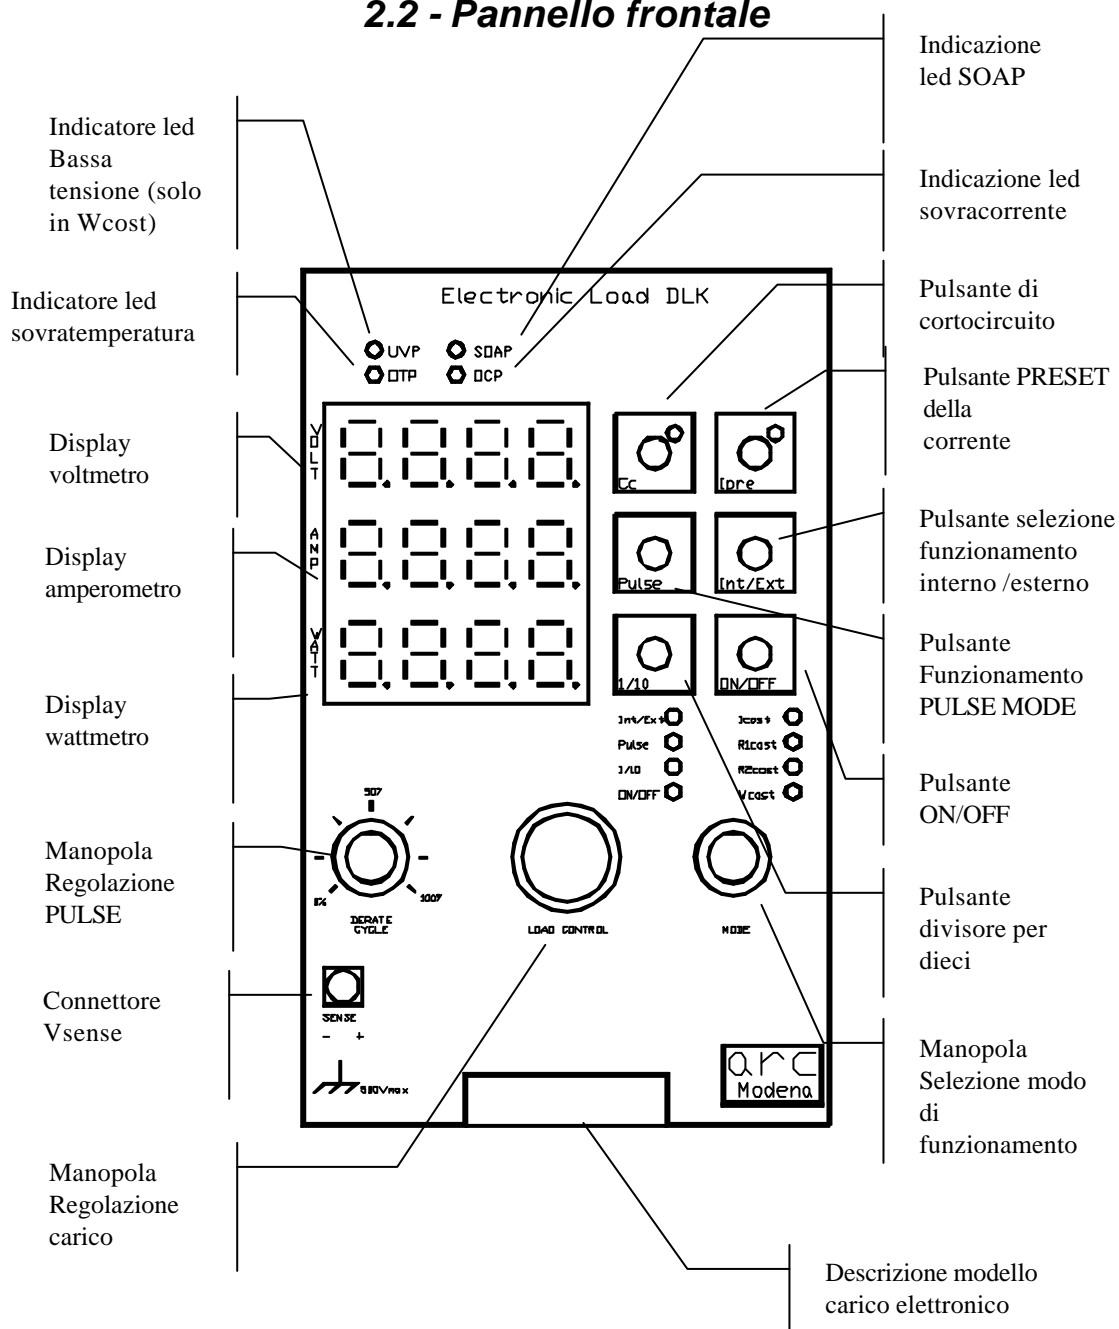 2.2 - Pannello frontale
Indicazione
led SOAP
Indicatore led
Bassa
tensione (solo
in Wcost)
Indicazione led
sovracorrente
Indicatore led
sovratemperatura
Pulsante di
cortocircuito
Pulsante PRESET
della
corrente
Display
voltmetro
Pulsante selezione
funzionamento
interno /esterno
Display
amperometro
Pulsante
Funzionamento
PULSE MODE
Display
wattmetro
Pulsante
ON/OFF
Manopola
Regolazione
PULSE
Pulsante
divisore per
dieci
Connettore
Vsense
Manopola
Selezione modo
di
funzionamento
Manopola
Regolazione
carico
Descrizione modello
carico elettronico
Electronic Load DLK
UVP
SOAP
OTP
OCP
VOLT
AMP
WATT
Cc
Ipre
Pulse
Int/Ext
1/10
ON/OFF
Int/Ext
Pulse
1/10
ON/OFF
Icost
R1cost
R2cost
Wcost
DERATE
CYCLE
LOAD CONTROL
MODE
SENSE
- +
arc
Modena